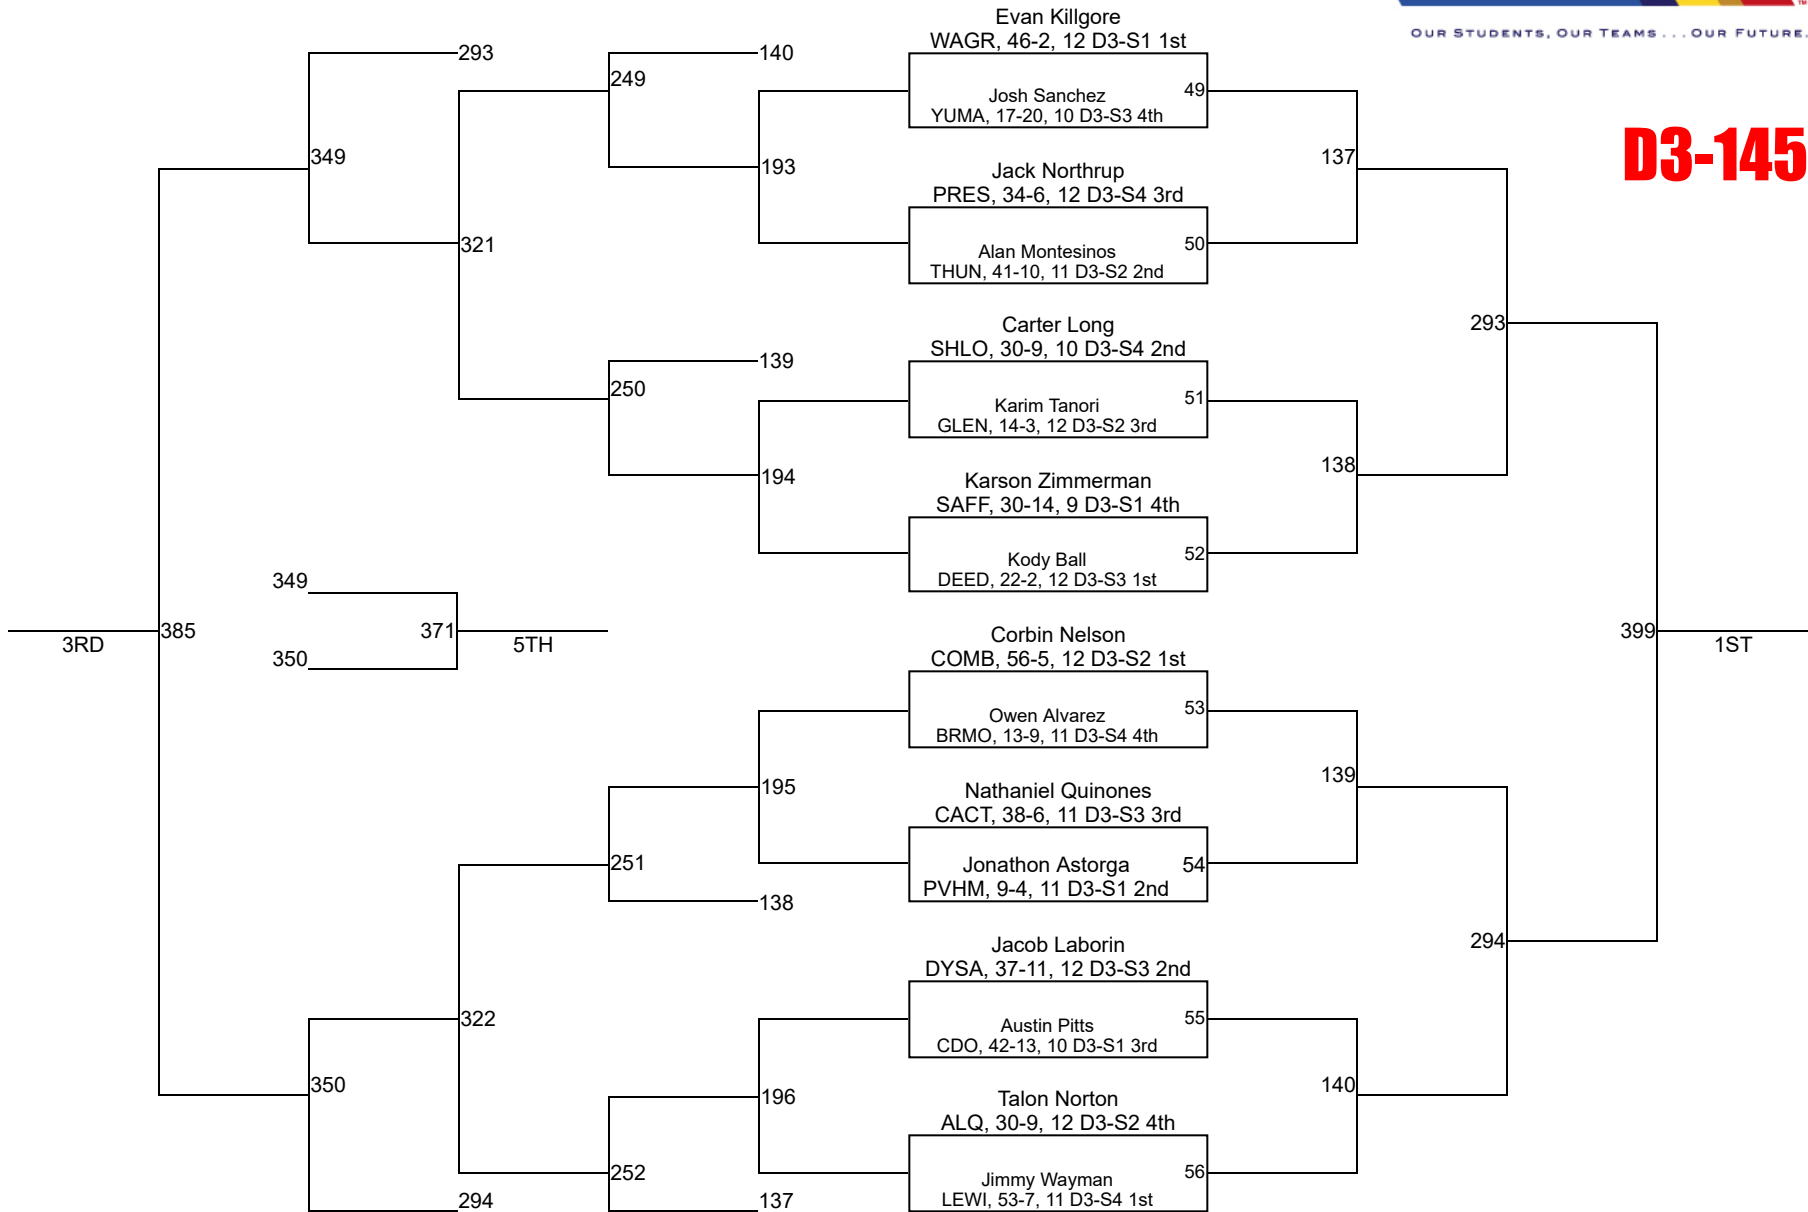 OUR STUDENTS, OUR TEAMS . . . OUR FUTURE.
TM
D3-145
Evan Killgore
WAGR, 46-2, 12 D3-S1 1st
Josh Sanchez
YUMA, 17-20, 10 D3-S3 4th
49
Jack Northrup
PRES, 34-6, 12 D3-S4 3rd
Alan Montesinos
THUN, 41-10, 11 D3-S2 2nd
50
Carter Long
SHLO, 30-9, 10 D3-S4 2nd
Karim Tanori
GLEN, 14-3, 12 D3-S2 3rd
51
Karson Zimmerman
SAFF, 30-14, 9 D3-S1 4th
Kody Ball
DEED, 22-2, 12 D3-S3 1st
52
Corbin Nelson
COMB, 56-5, 12 D3-S2 1st
Owen Alvarez
BRMO, 13-9, 11 D3-S4 4th
53
Nathaniel Quinones
CACT, 38-6, 11 D3-S3 3rd
Jonathon Astorga
PVHM, 9-4, 11 D3-S1 2nd
54
Jacob Laborin
DYSA, 37-11, 12 D3-S3 2nd
Austin Pitts
CDO, 42-13, 10 D3-S1 3rd
55
Talon Norton
ALQ, 30-9, 12 D3-S2 4th
Jimmy Wayman
LEWI, 53-7, 11 D3-S4 1st
56
137
138
139
140
293
294
399
1ST
140
193
139
194
195
138
196
137
249
250
251
252
321
322
293
349
350
294
349
350
371
5TH
385
3RD